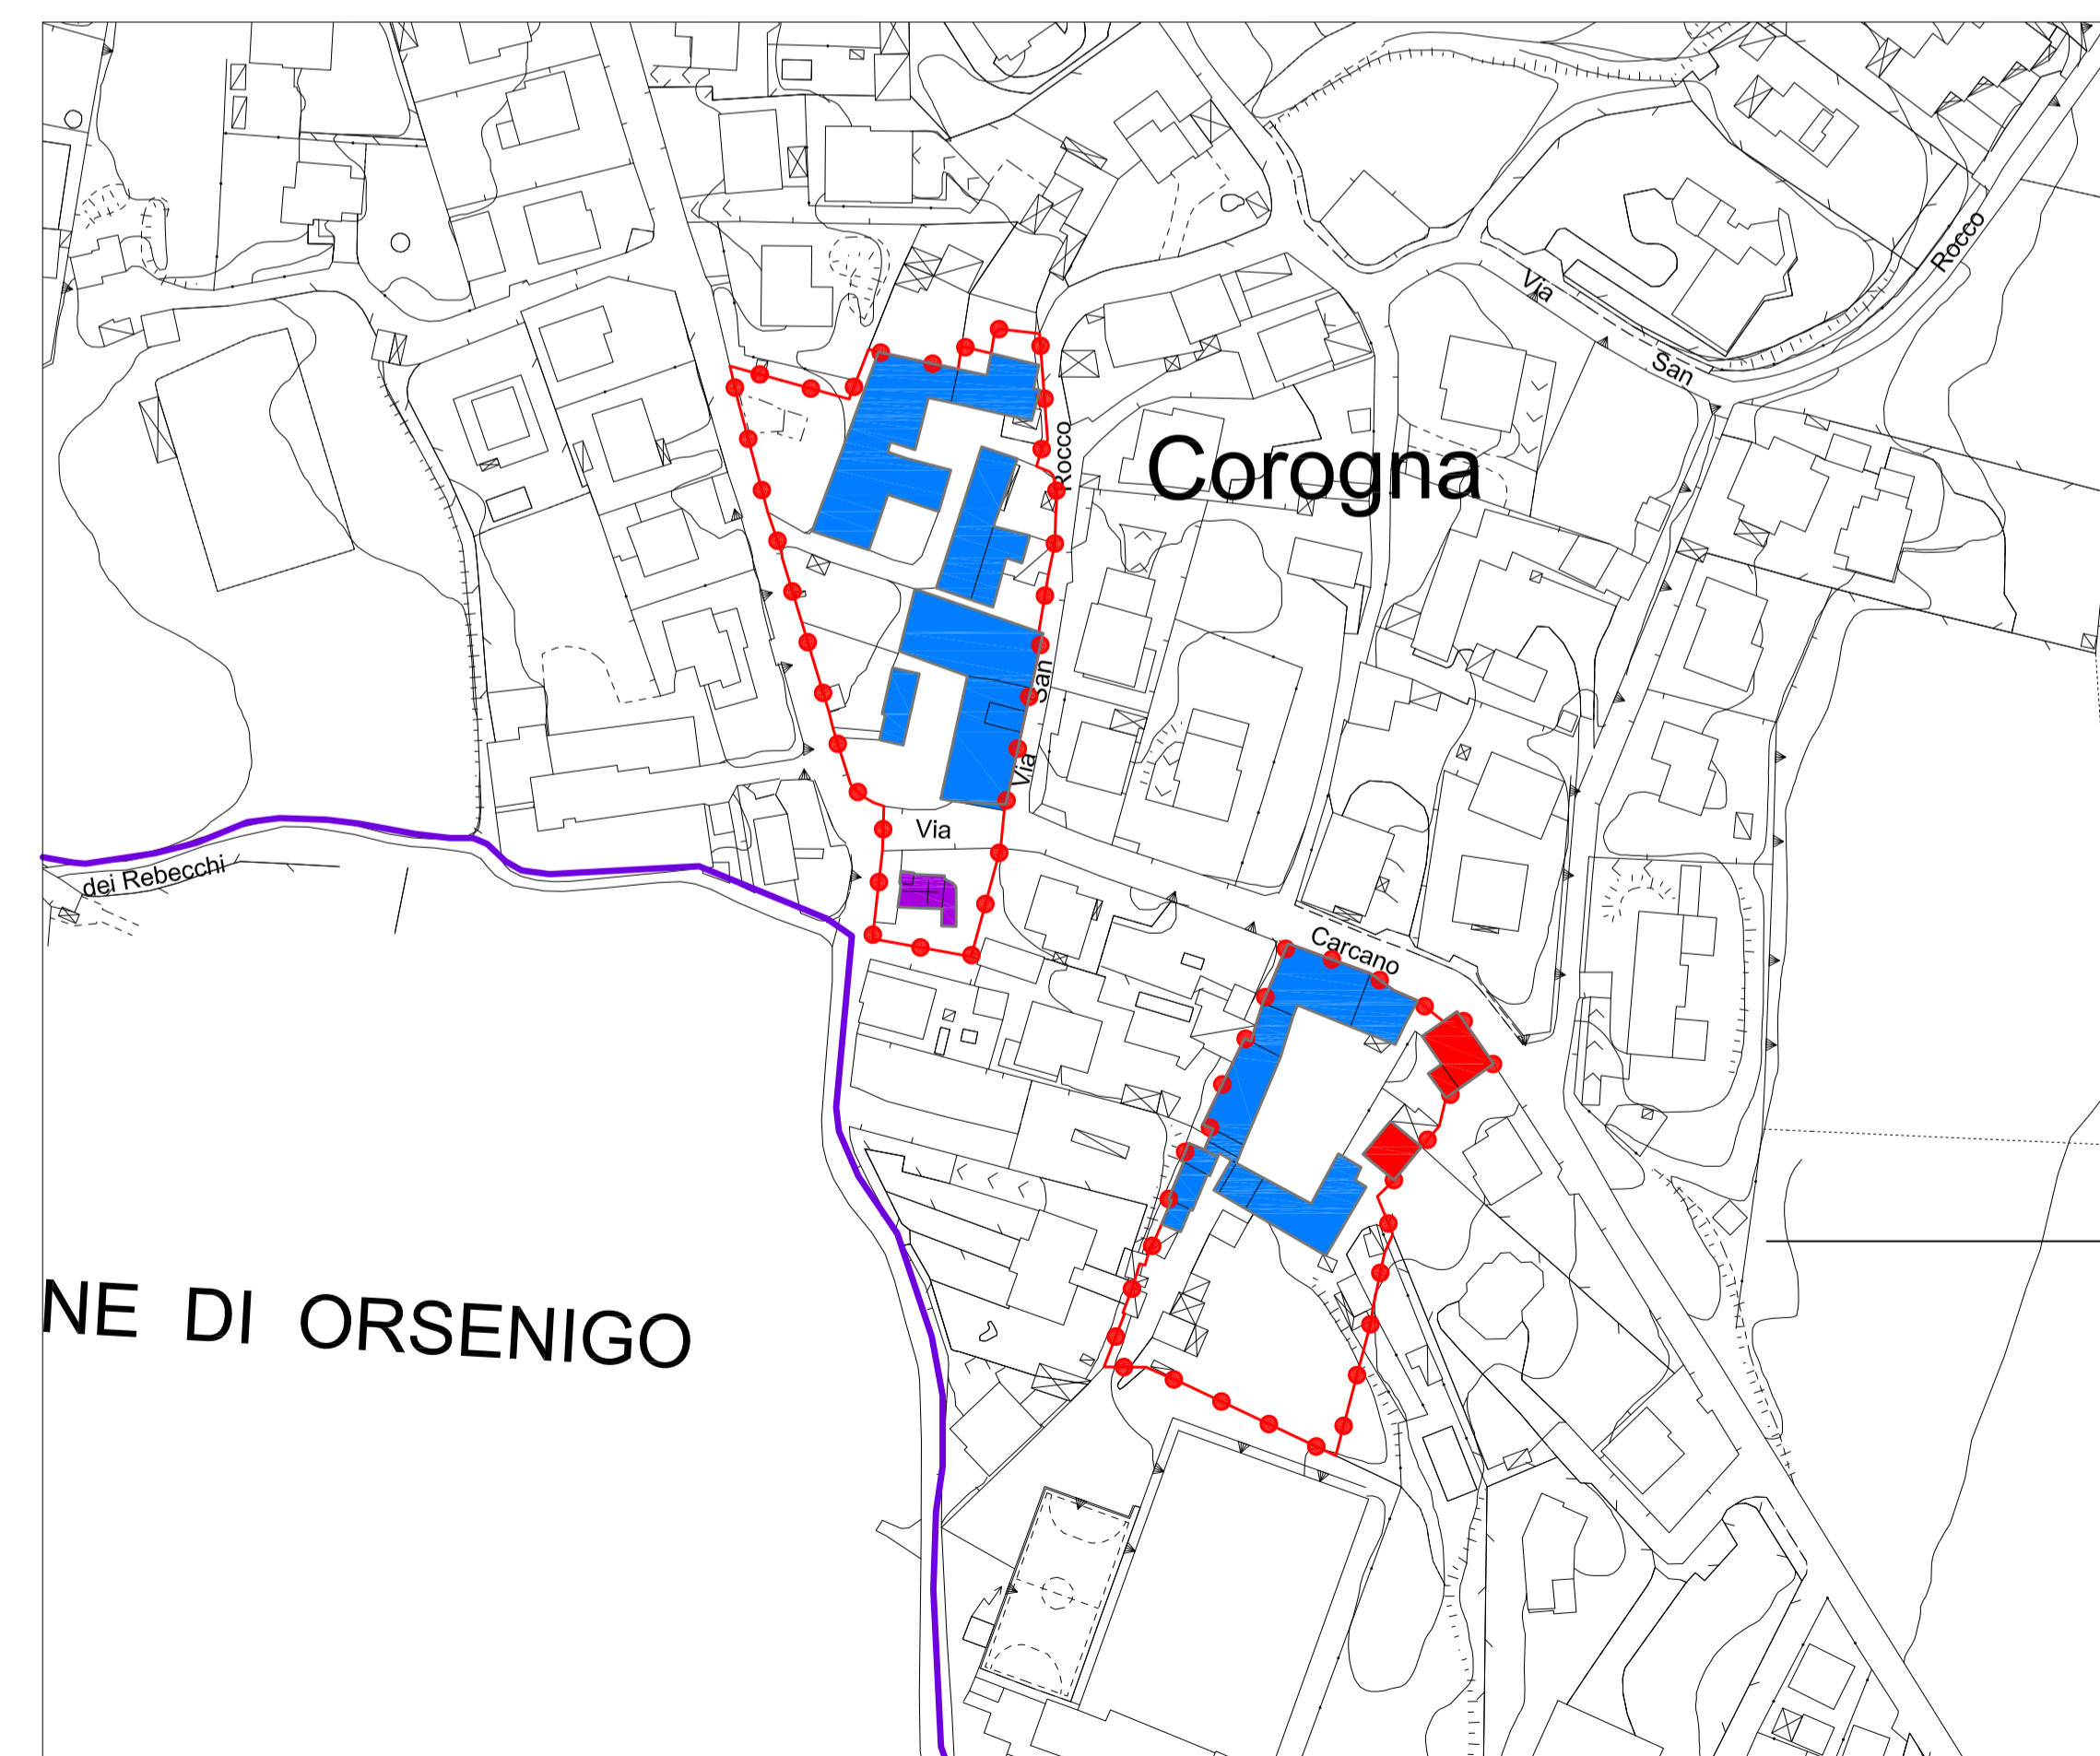 Rocco
Via
San
Rocco
Corogna
San
Via
Via
dei Rebecchi
Carcano
NE DI ORSENIGO